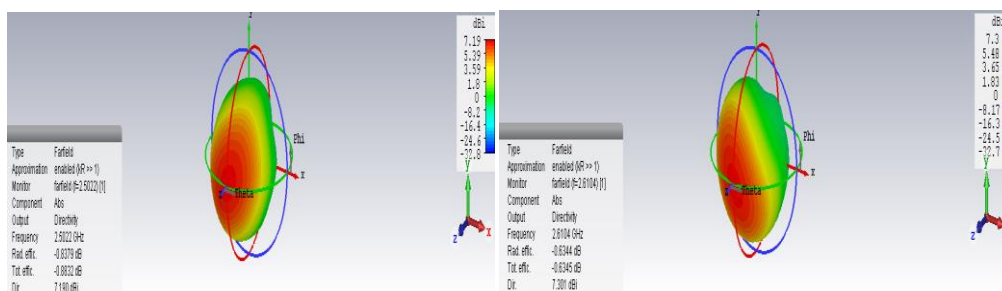 dBi
7.19
5.39
3.59
1.8
0
-8.2
-16.4
-24.6
-32.8
Phi
x
Theta
Type Farfield
Approximation enabled (kR >> 1)
Monitor farfield (f=2.5022) [1]
Component Abs
Output Directivity
Frequency 2.5022 GHz
Rad. effic. -0.8379 dB
Tot. effic. -0.8832 dB
Dir. 7.190 dBi
Y
Z
X
dBi
7.3
5.48
3.65
1.83
0
-8.17
-16.3
-24.5
-32.7
Phi
x
Theta
Type Farfield
Approximation enabled (kR >> 1)
Monitor farfield (f=2.6104) [1]
Component Abs
Output Directivity
Frequency 2.6104 GHz
Rad. effic. -0.6344 dB
Tot. effic. -0.6345 dB
Dir. 7.301 dBi
Y
Z
X